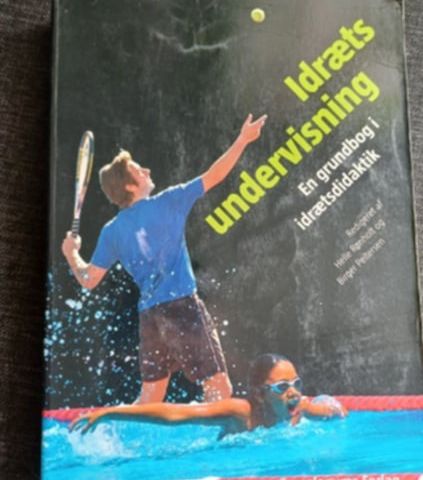 Idræts
undervisning
En grundbog i
idrætsdidaktik
Redigeret af
Helle Rønholt og
Birger Peitersen